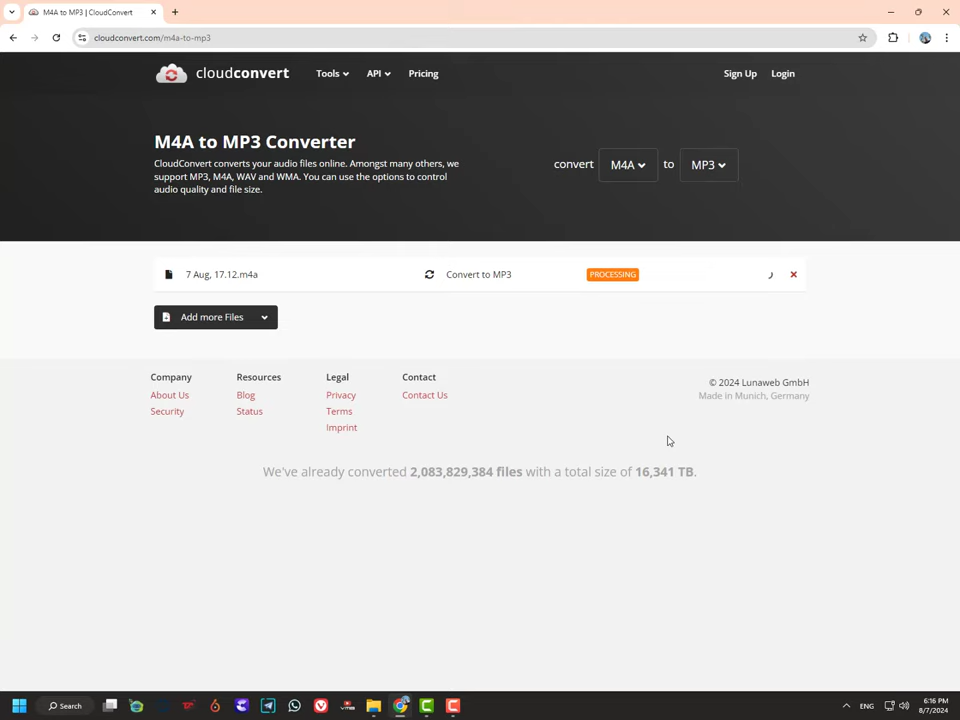 M4A to MP3 | CloudConvert
cloudconvert.com/m4a-to-mp3
cloudconvert Tools API Pricing Sign Up Login
M4A to MP3 Converter
CloudConvert converts your audio files online. Amongst many others, we
support MP3, M4A, WAV and WMA. You can use the options to control
audio quality and file size.
convert M4A to MP3
7 Aug, 17.12.m4a Convert to MP3 PROCESSING
Add more Files
Company Resources Legal Contact
About Us Blog Privacy Contact Us
Security Status Terms
Imprint
© 2024 Lunaweb GmbH
Made in Munich, Germany
We've already converted 2,083,829,384 files with a total size of 16,341 TB.
Search ENG 6:16 PM
8/7/2024